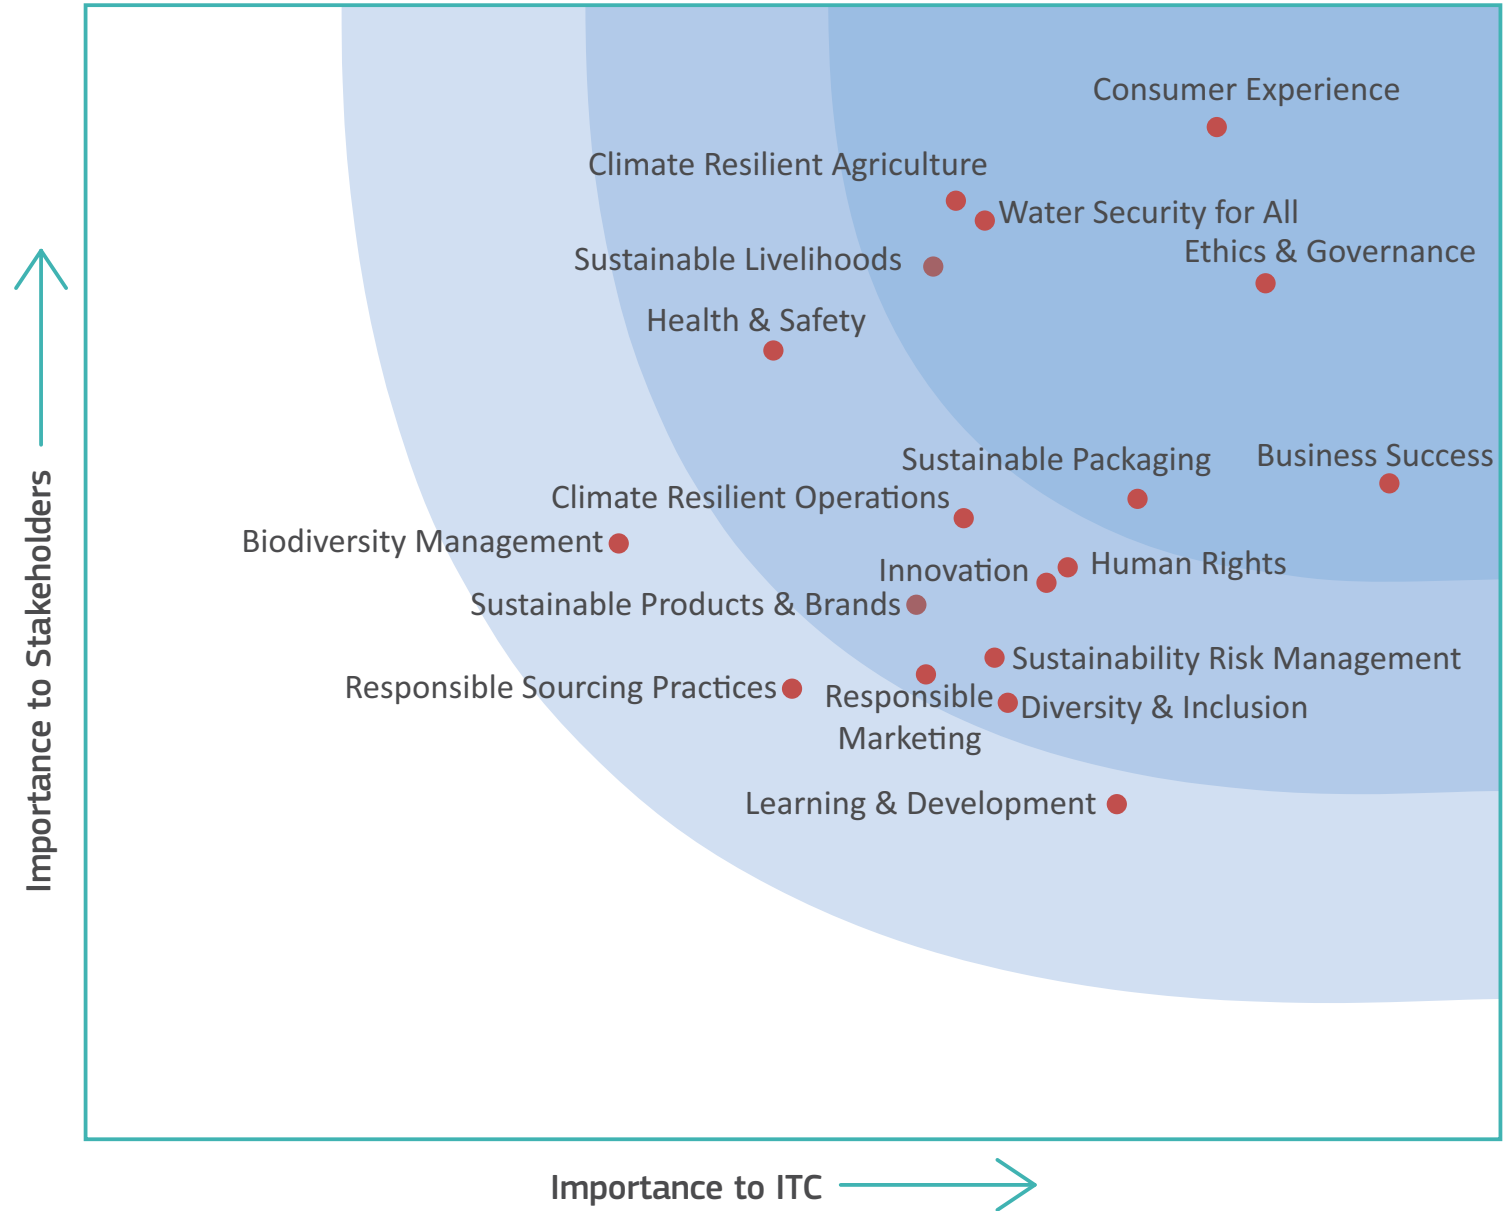 Consumer Experience
Climate Resilient Agriculture
Water Security for All
Ethics & Governance
Sustainable Livelihoods
Health & Safety
Sustainable Packaging
Business Success
Climate Resilient Operations
Biodiversity Management
Innovation
Human Rights
Sustainable Products & Brands
Sustainability Risk Management
Responsible Sourcing Practices
Responsible
Marketing
Diversity & Inclusion
Learning & Development
Importance to Stakeholders
Importance to ITC